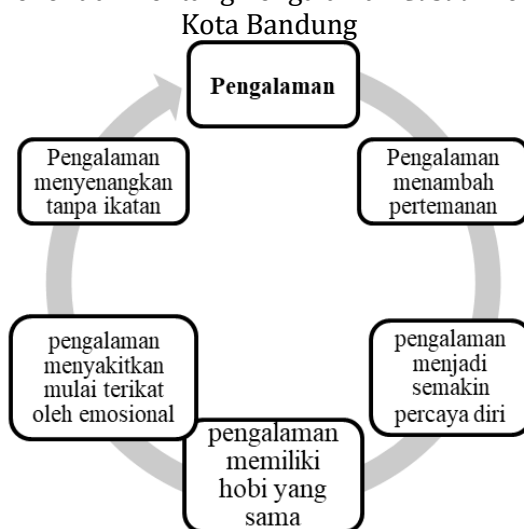 Kota Bandung
Pengalaman
Pengalaman
menambah
pertemanan
pengalaman
menjadi
semakin
percaya diri
pengalaman
memiliki
hobi yang
sama
pengalaman
menyakitkan
mulai terikat
oleh emosional
Pengalaman
menyenangkan
tanpa ikatan